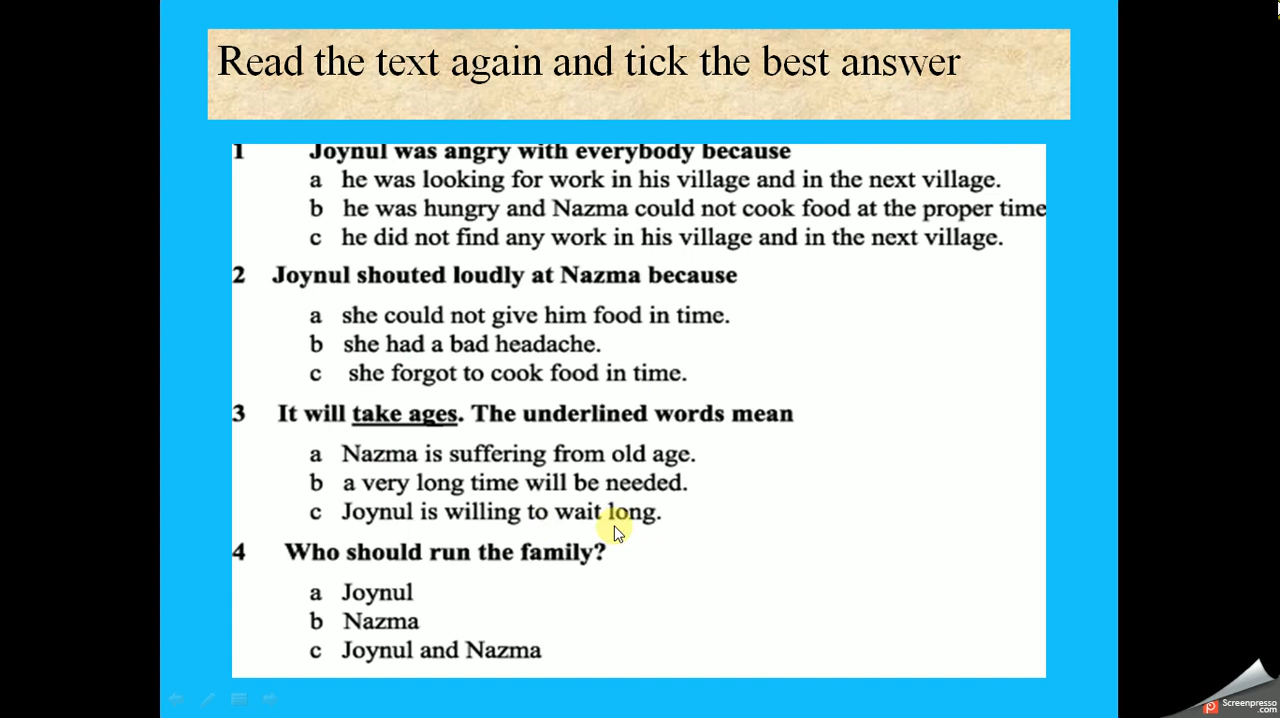 Read the text again and tick the best answer
1 Joynul was angry with everybody because
a he was looking for work in his village and in the next village.
b he was hungry and Nazma could not cook food at the proper time
c he did not find any work in his village and in the next village.
2 Joynul shouted loudly at Nazma because
a she could not give him food in time.
b she had a bad headache.
c she forgot to cook food in time.
3 It will take ages. The underlined words mean
a Nazma is suffering from old age.
b a very long time will be needed.
c Joynul is willing to wait long.
4 Who should run the family?
a Joynul
b Nazma
c Joynul and Nazma
Screenpresso
.com